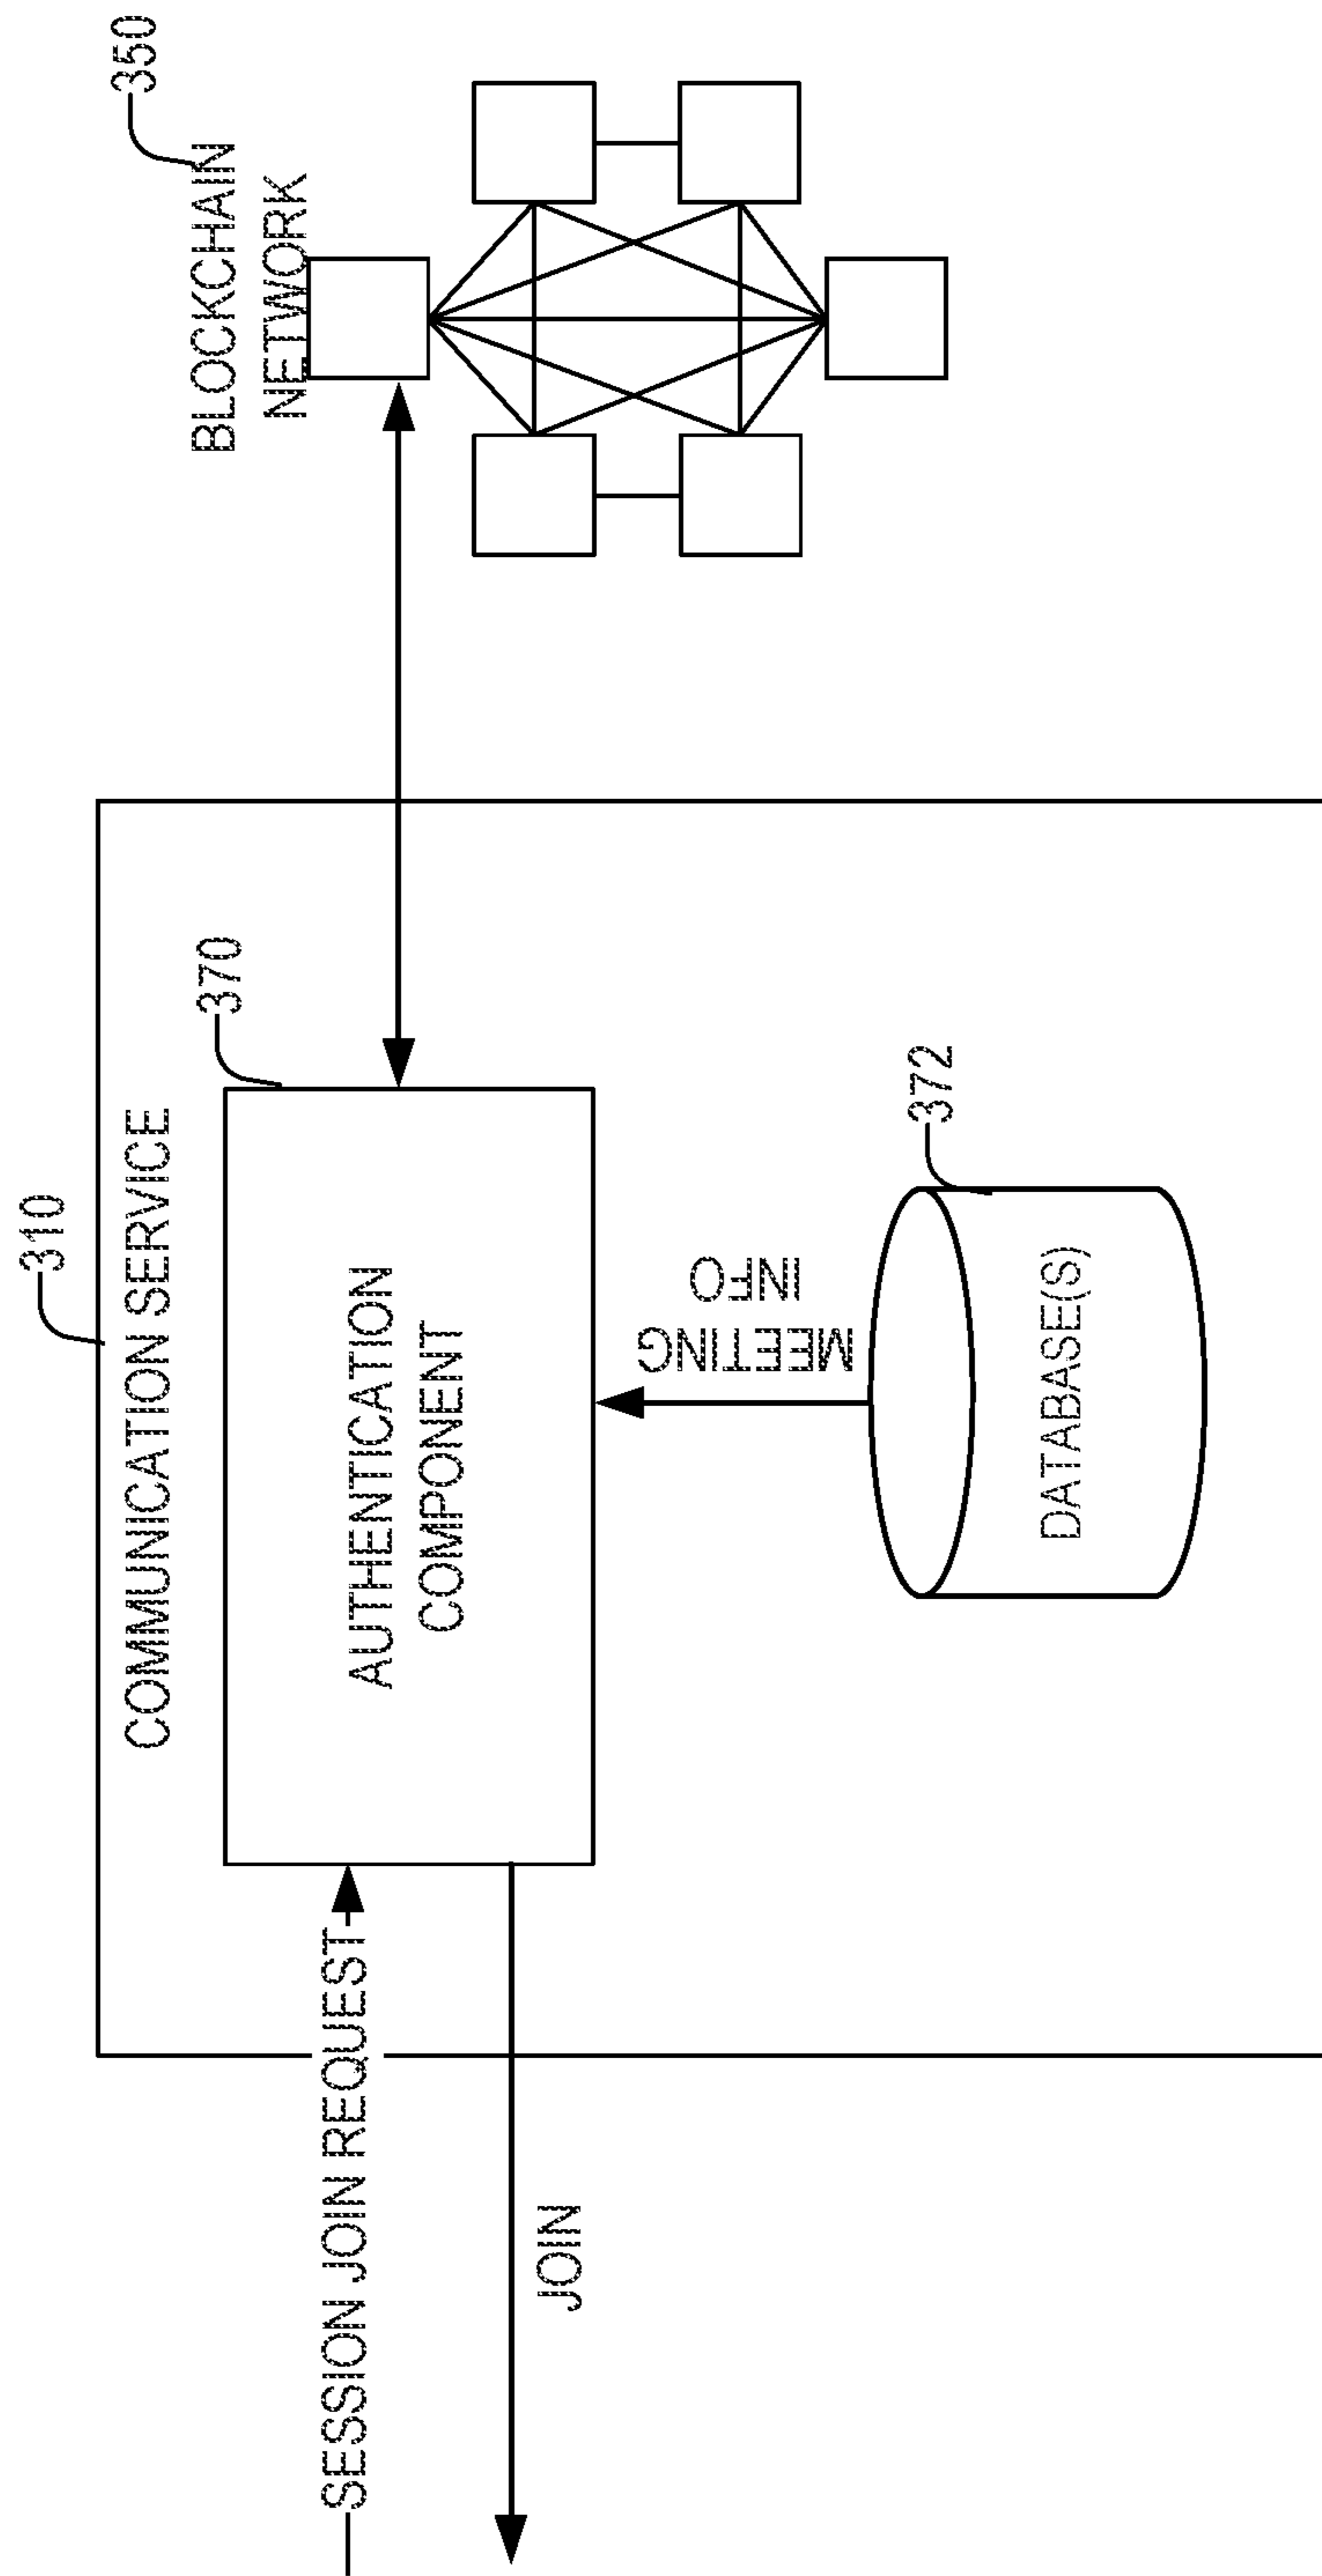 310
COMMUNICATION SERVICE
370
AUTHENTICATION
COMPONENT
SESSION JOIN REQUEST
JOIN
MEETING
INFO
372
DATABASE(S)
350
BLOCKCHAIN
NETWORK